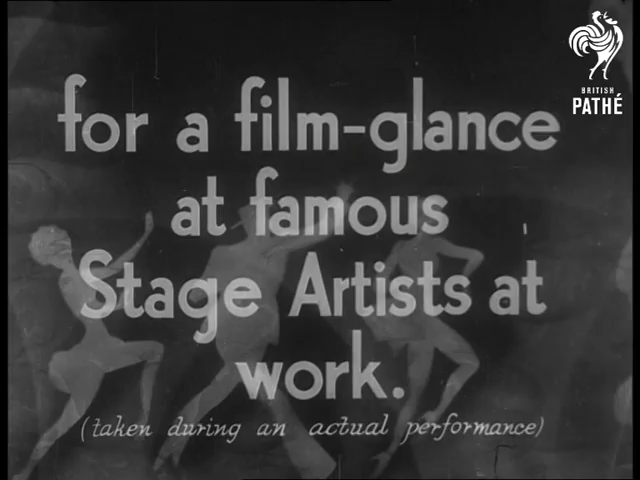 BRITISH
PATHÉ
for a film-glance
at famous
Stage Artists at
work.
(taken during an actual performance)